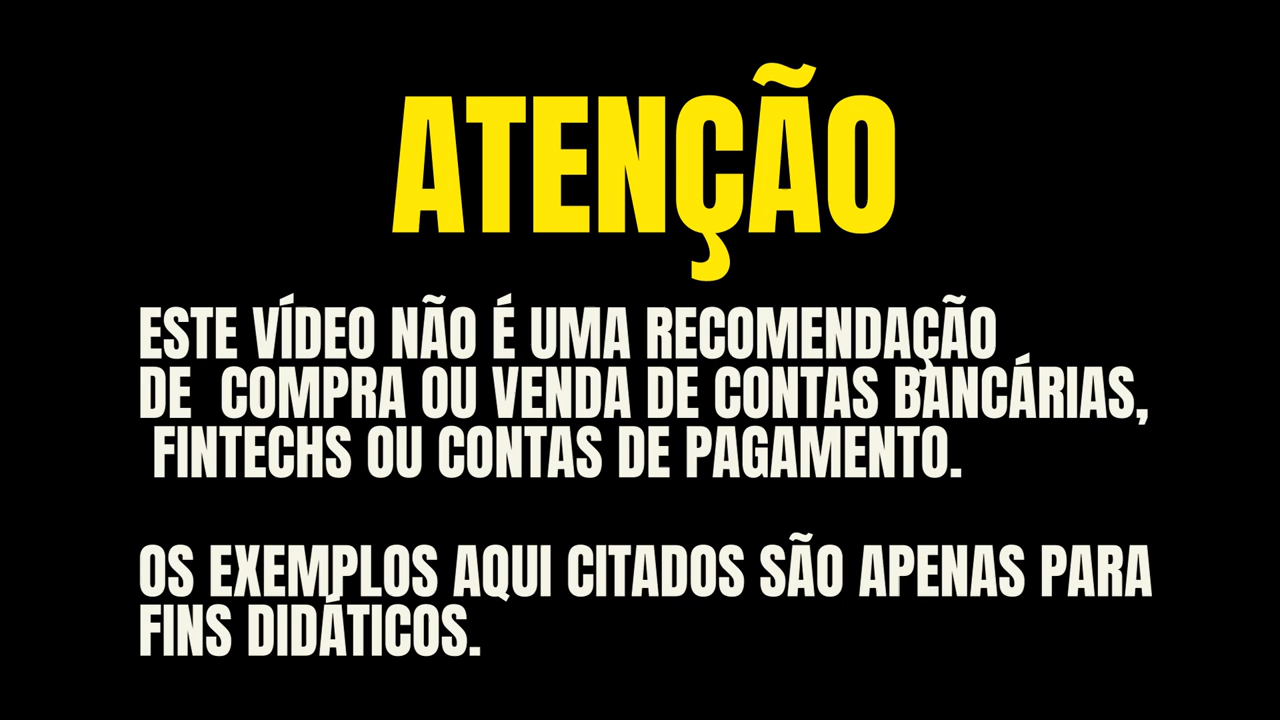 ATENÇÃO
ESTE VÍDEO NÃO É UMA RECOMENDAÇÃO
DE COMPRA OU VENDA DE CONTAS BANCÁRIAS,
FINTECHS OU CONTAS DE PAGAMENTO.
OS EXEMPLOS AQUI CITADOS SÃO APENAS PARA
FINS DIDÁTICOS.